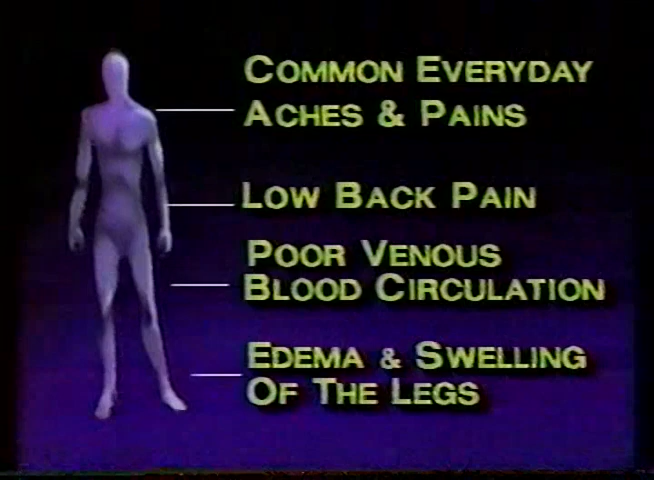 Common Everyday
Aches & Pains
Low Back Pain
Poor Venous
Blood Circulation
Edema & Swelling
Of The Legs